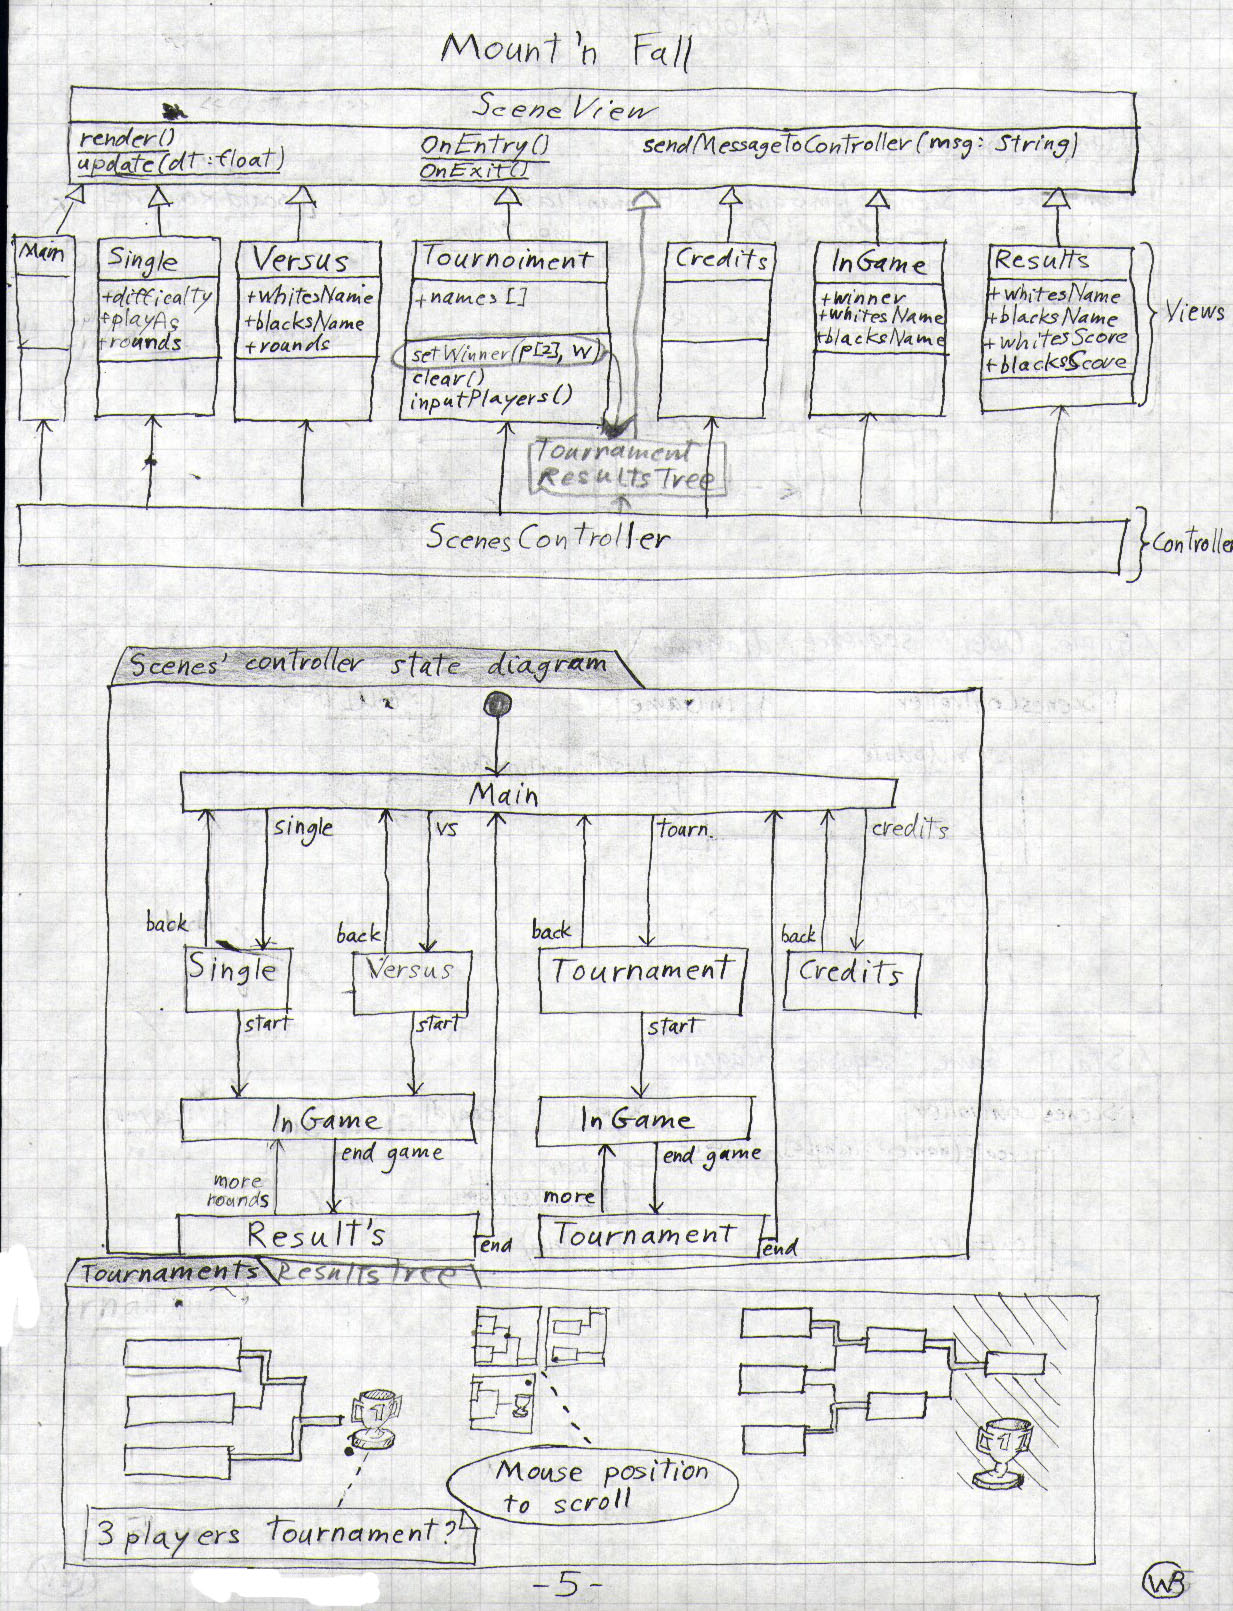 Mount'n Fall
SceneView
render()
update(dt:float)
OnEntry()
OnExit()
sendMessageToController(msg: String)
Main
Single
+difficalty
+playAs
+rounds
Versus
+whitesName
+blacksName
+rounds
Tournoiment
+names[]
setWinner(p[2], w)
clear()
inputPlayers()
Credits
InGame
+winner
+whitesName
+blacksName
Results
+whitesName
+blacksName
+whitesScore
+blacksScore
Views
Tournament
ResultsTree
ScenesController
Controller
Scenes' controller state diagram
Main
single
vs
tourn.
credits
back
back
back
back
Single
Versus
Tournament
Credits
start
start
start
InGame
InGame
end game
end game
more
rounds
more
Result's
end
Tournament
end
Tournaments ResultsTree
1
1
Mouse position
to scroll
3 players tournament?
-5-
WB